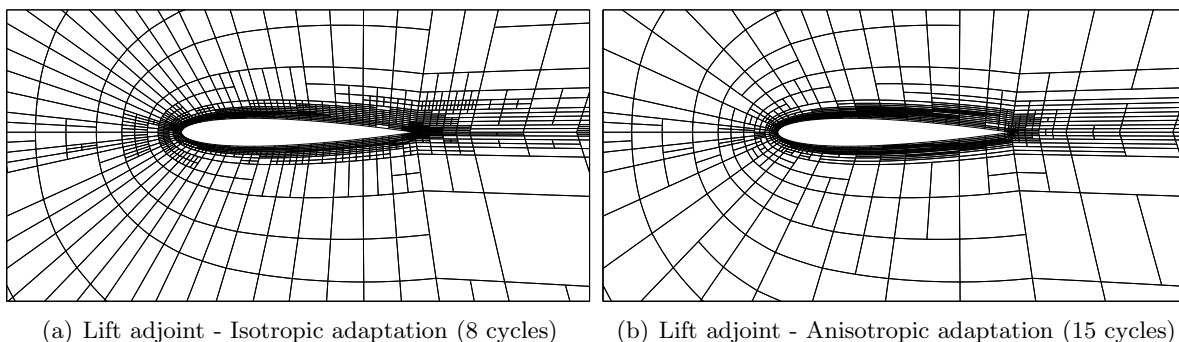 (a) Lift adjoint - Isotropic adaptation (8 cycles)
(b) Lift adjoint - Anisotropic adaptation (15 cycles)